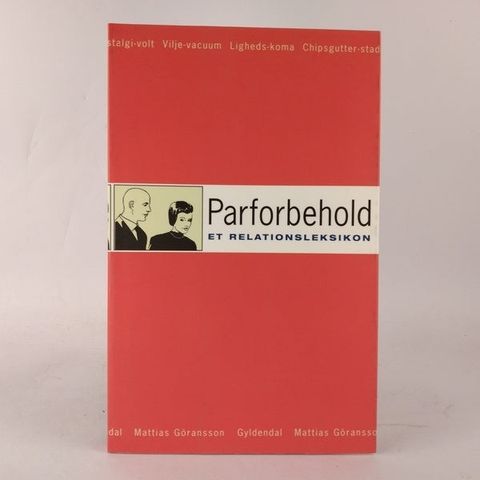 stalgi-volt Vilje-vacuum Ligheds-koma Chipsgutter-stad
Parforbehold
ET RELATIONSLEKSIKON
dal Mattias Göransson Gyldendal Mattias Göransso